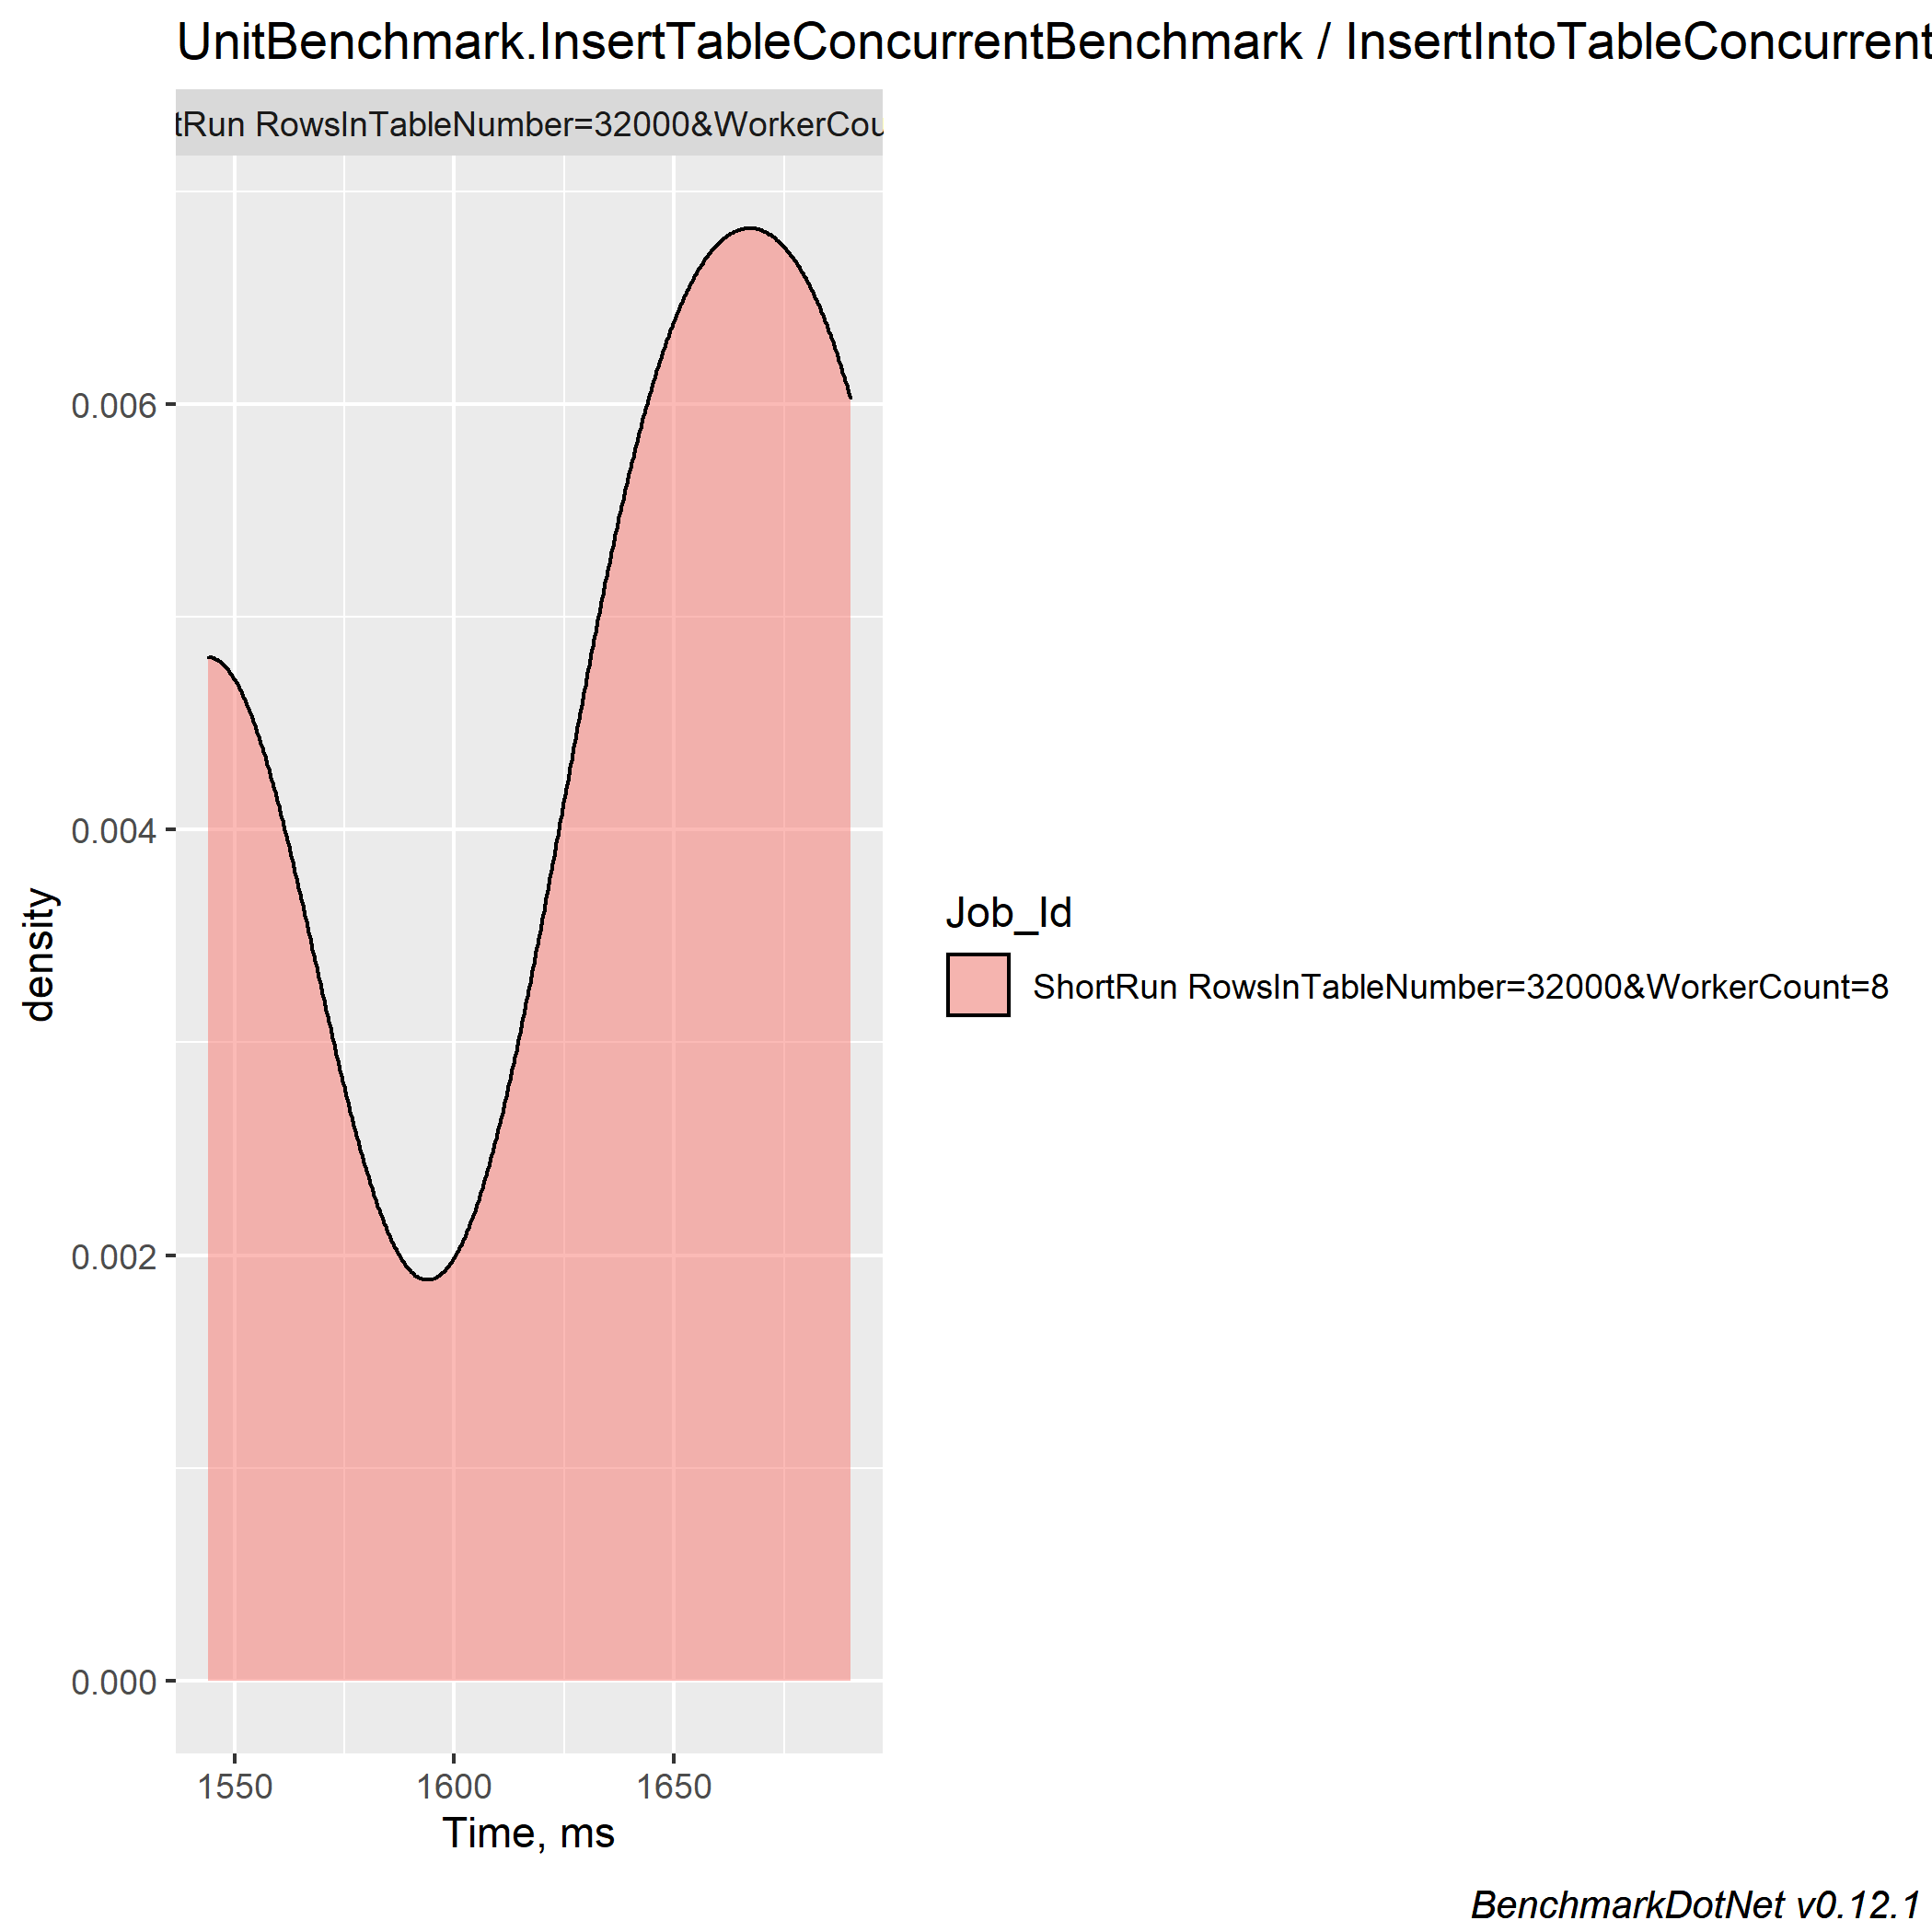 UnitBenchmark.InsertTableConcurrentBenchmark / InsertIntoTableConcurrent
tRun RowsInTableNumber=32000&WorkerCou
0.006
0.004
0.002
0.000
density
1550 1600 1650
Time, ms
Job_Id
ShortRun RowsInTableNumber=32000&WorkerCount=8
BenchmarkDotNet v0.12.1